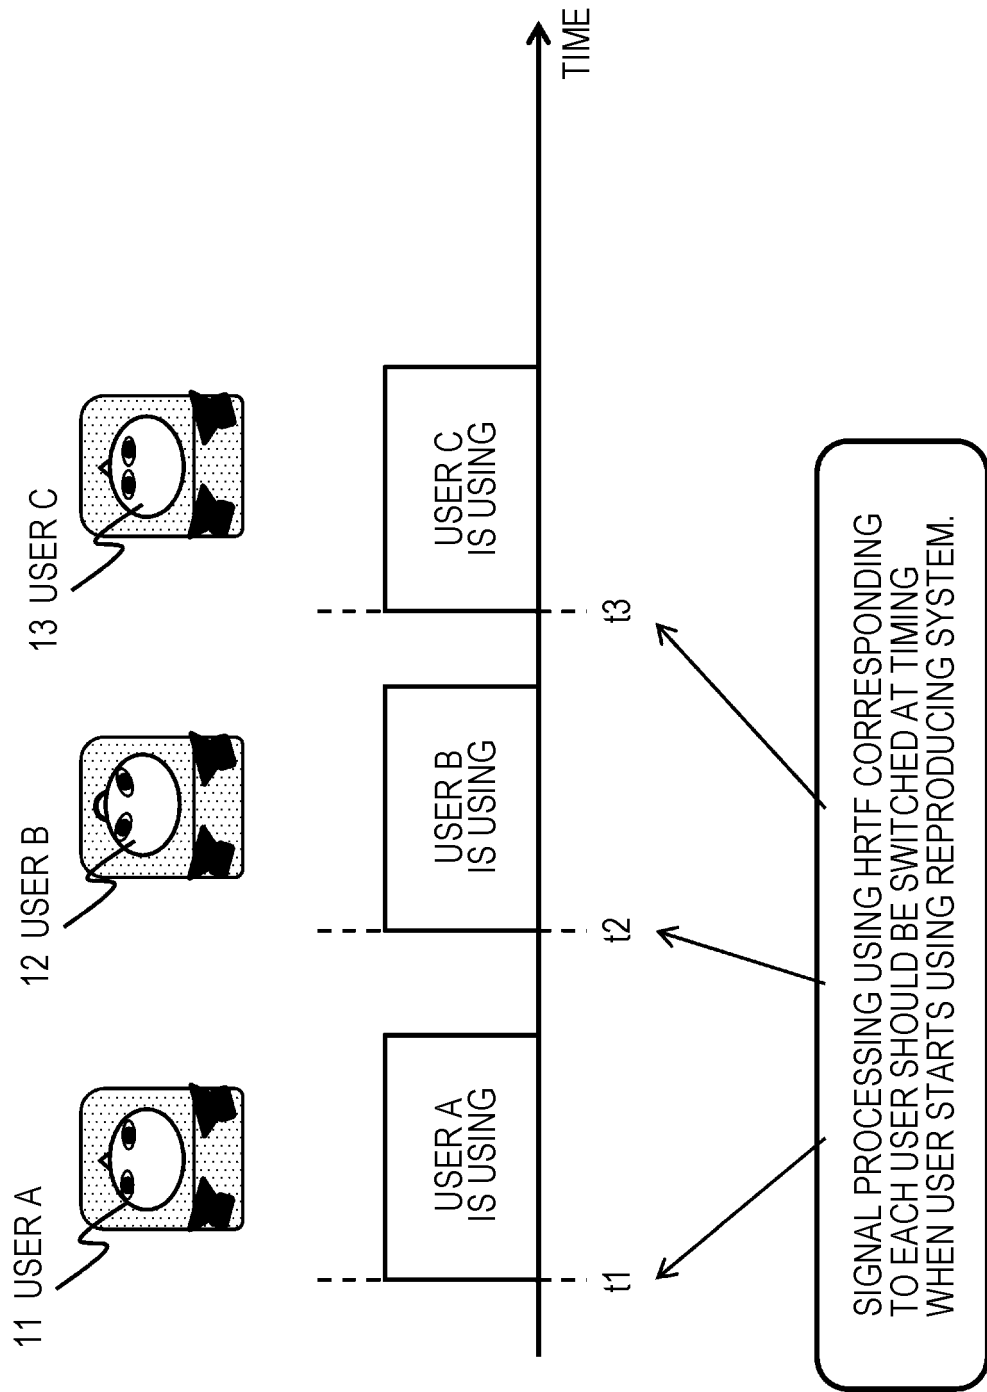 11 USER A
12 USER B
13 USER C
USER A
IS USING
USER B
IS USING
USER C
IS USING
TIME
t1
t2
t3
SIGNAL PROCESSING USING HRTF CORRESPONDING
TO EACH USER SHOULD BE SWITCHED AT TIMING
WHEN USER STARTS USING REPRODUCING SYSTEM.